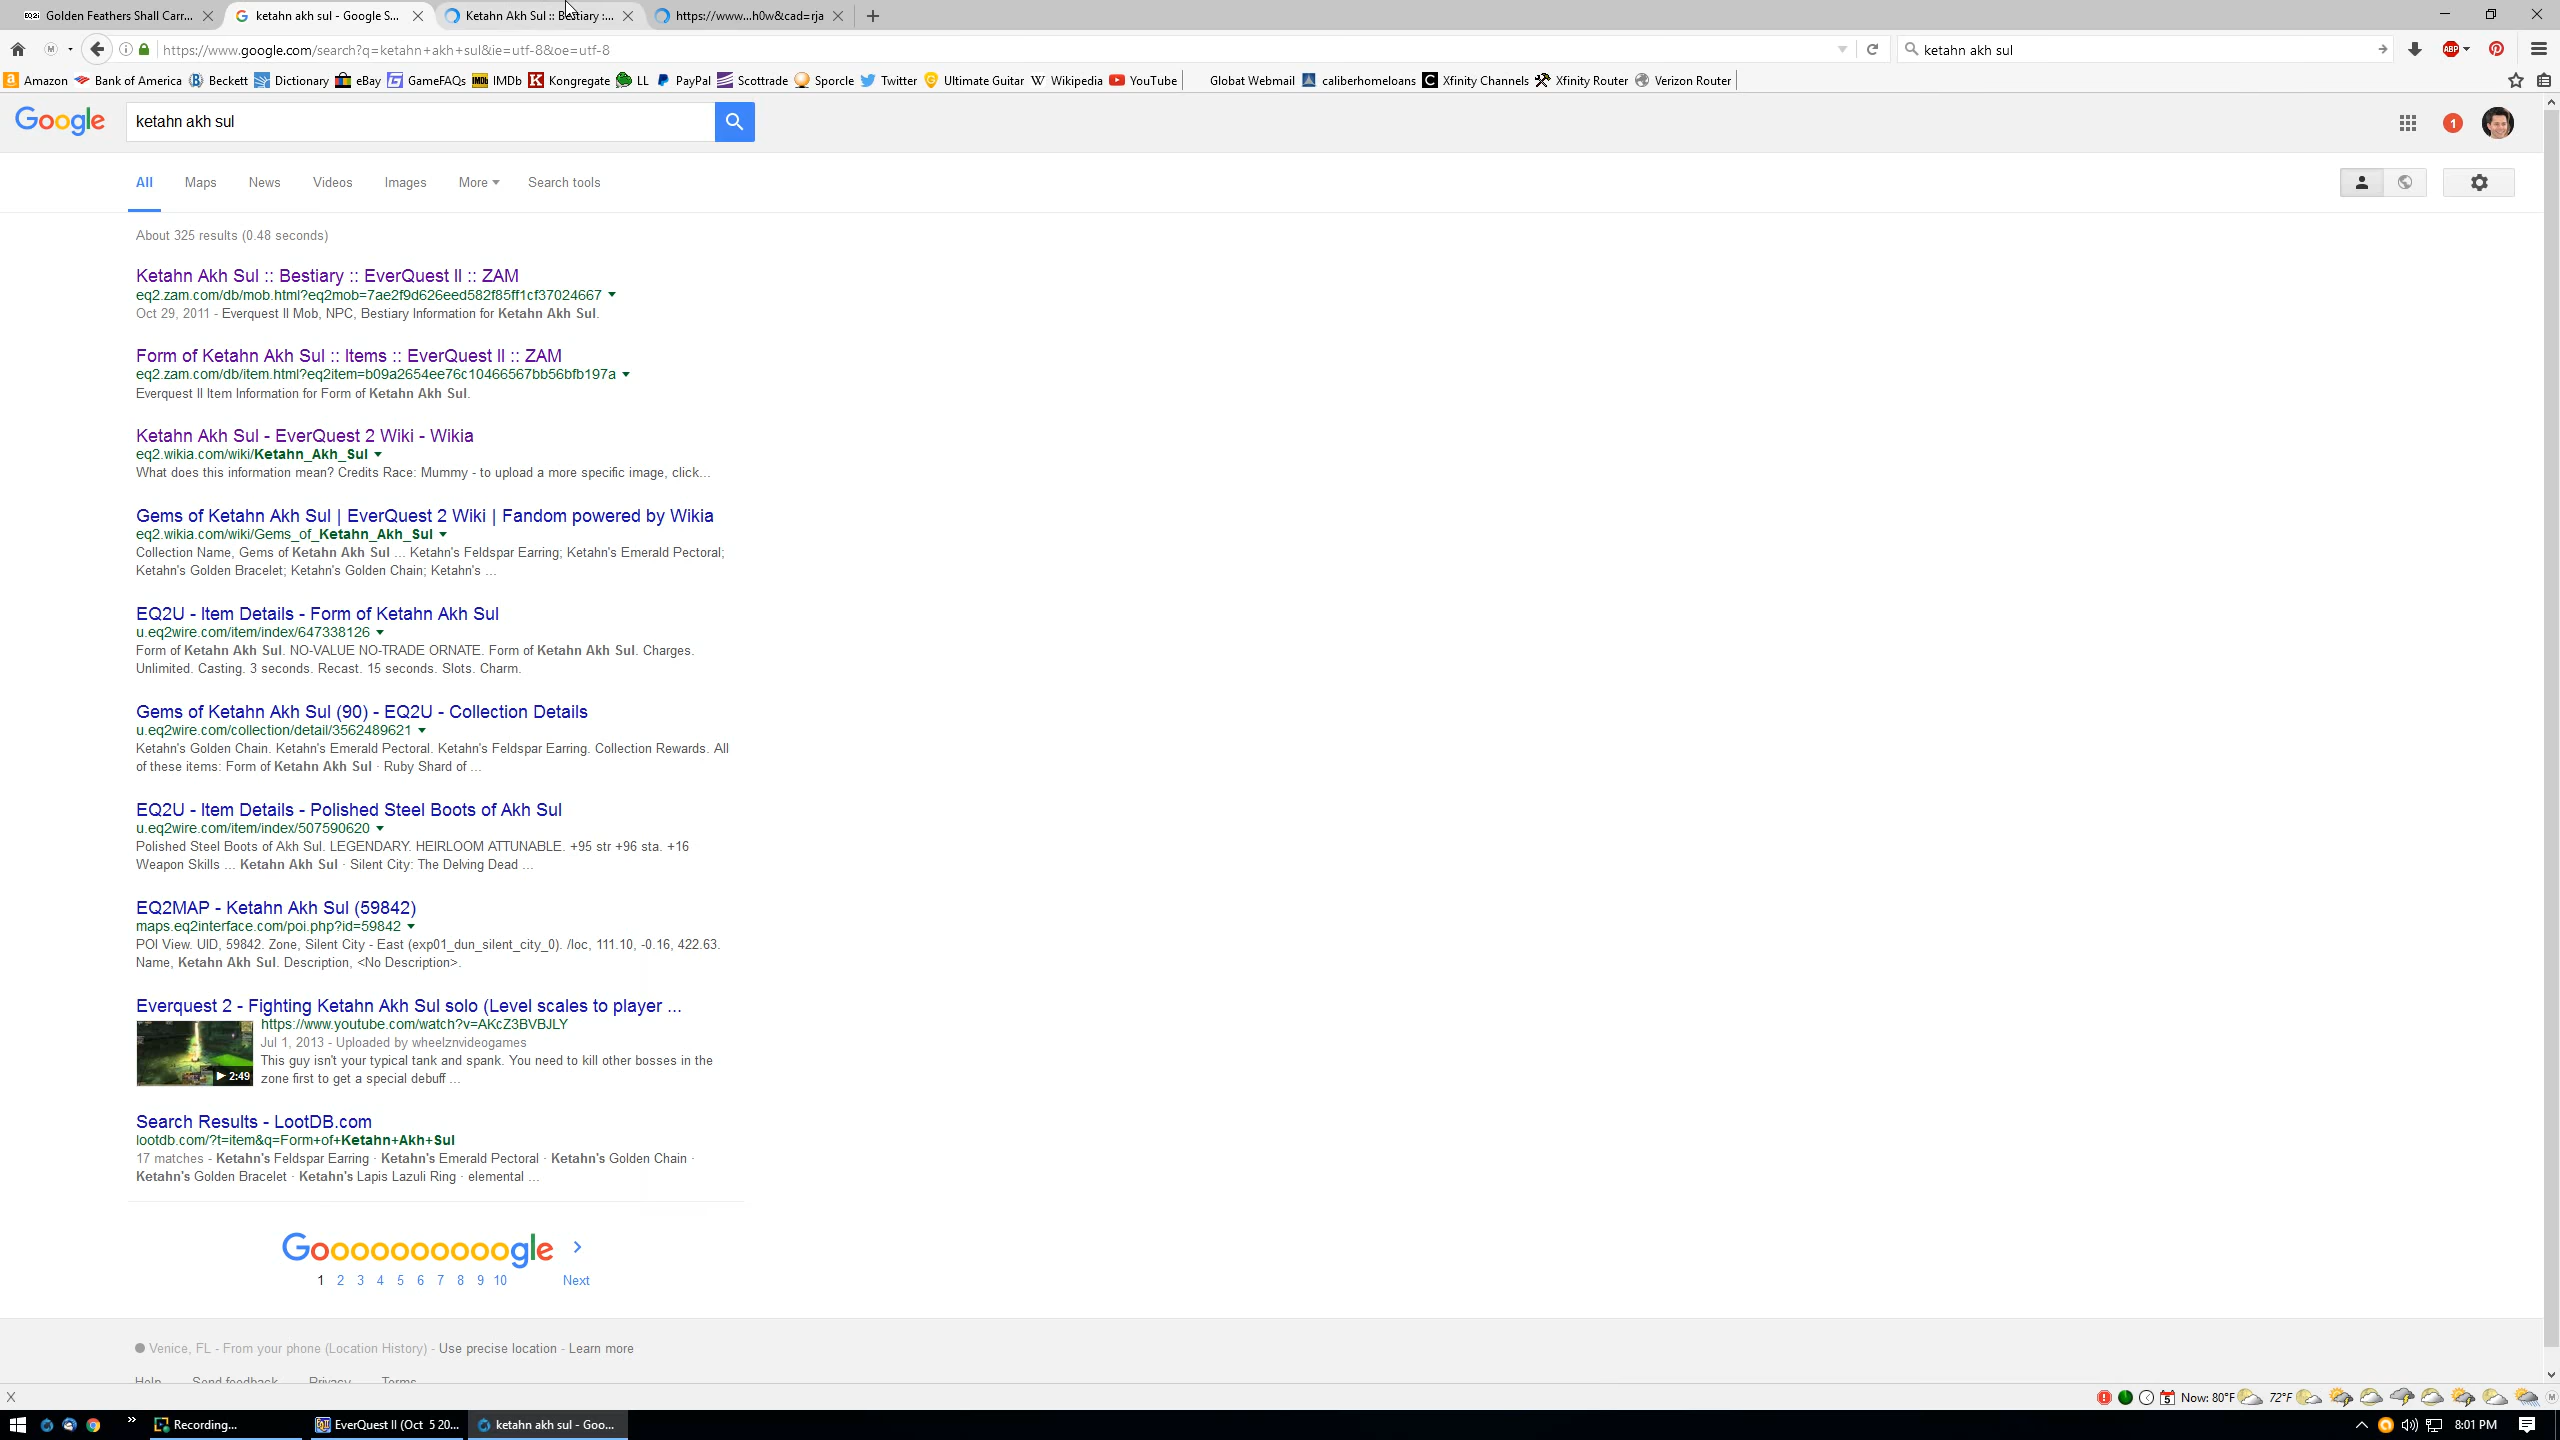 EQ2i Golden Feathers Shall Carr...
ketahn akh sul - Google S...
Ketahn Akh Sul :: Bestiary :...
https://www...h0w&cad=rja
https://www.google.com/search?q=ketahn+akh+sul&ie=utf-8&oe=utf-8
ketahn akh sul
ABP
Amazon Bank of America Beckett Dictionary eBay GameFAQs IMDb Kongregate LL PayPal Scottrade Sporcle Twitter Ultimate Guitar Wikipedia YouTube Globat Webmail caliberhomeloans Xfinity Channels Xfinity Router Verizon Router
Google
ketahn akh sul
1
All Maps News Videos Images More Search tools
About 325 results (0.48 seconds)
Ketahn Akh Sul :: Bestiary :: EverQuest II :: ZAM
eq2.zam.com/db/mob.html?eq2mob=7ae2f9d626eed582f85ff1cf37024667
Oct 29, 2011 - Everquest II Mob, NPC, Bestiary Information for Ketahn Akh Sul.
Form of Ketahn Akh Sul :: Items :: EverQuest II :: ZAM
eq2.zam.com/db/item.html?eq2item=b09a2654ee76c10466567bb56bfb197a
Everquest II Item Information for Form of Ketahn Akh Sul.
Ketahn Akh Sul - EverQuest 2 Wiki - Wikia
eq2.wikia.com/wiki/Ketahn_Akh_Sul
What does this information mean? Credits Race: Mummy - to upload a more specific image, click...
Gems of Ketahn Akh Sul | EverQuest 2 Wiki | Fandom powered by Wikia
eq2.wikia.com/wiki/Gems_of_Ketahn_Akh_Sul
Collection Name, Gems of Ketahn Akh Sul ... Ketahn's Feldspar Earring; Ketahn's Emerald Pectoral;
Ketahn's Golden Bracelet; Ketahn's Golden Chain; Ketahn's ...
EQ2U - Item Details - Form of Ketahn Akh Sul
u.eq2wire.com/item/index/647338126
Form of Ketahn Akh Sul. NO-VALUE NO-TRADE ORNATE. Form of Ketahn Akh Sul. Charges.
Unlimited. Casting. 3 seconds. Recast. 15 seconds. Slots. Charm.
Gems of Ketahn Akh Sul (90) - EQ2U - Collection Details
u.eq2wire.com/collection/detail/3562489621
Ketahn's Golden Chain. Ketahn's Emerald Pectoral. Ketahn's Feldspar Earring. Collection Rewards. All
of these items: Form of Ketahn Akh Sul · Ruby Shard of ...
EQ2U - Item Details - Polished Steel Boots of Akh Sul
u.eq2wire.com/item/index/507590620
Polished Steel Boots of Akh Sul. LEGENDARY. HEIRLOOM ATTUNABLE. +95 str +96 sta. +16
Weapon Skills ... Ketahn Akh Sul · Silent City: The Delving Dead ...
EQ2MAP - Ketahn Akh Sul (59842)
maps.eq2interface.com/poi.php?id=59842
POI View. UID, 59842. Zone, Silent City - East (exp01_dun_silent_city_0). /loc, 111.10, -0.16, 422.63.
Name, Ketahn Akh Sul. Description, <No Description>.
Everquest 2 - Fighting Ketahn Akh Sul solo (Level scales to player ...
https://www.youtube.com/watch?v=AKcZ3BVBJLY
Jul 1, 2013 - Uploaded by wheelznvideogames
This guy isn't your typical tank and spank. You need to kill other bosses in the
2:49
zone first to get a special debuff ...
Search Results - LootDB.com
lootdb.com/?t=item&q=Form+of+Ketahn+Akh+Sul
17 matches - Ketahn's Feldspar Earring · Ketahn's Emerald Pectoral · Ketahn's Golden Chain ·
Ketahn's Golden Bracelet · Ketahn's Lapis Lazuli Ring · elemental ...
Goooooooooogle
1 2 3 4 5 6 7 8 9 10 Next
Venice, FL - From your phone (Location History) - Use precise location - Learn more
Help Send feedback Privacy Terms
Now: 80°F 72°F
Recording...
EverQuest II (Oct 5 20...
ketahn akh sul - Goo...
8:01 PM